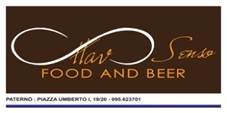 Mav Senso
FOOD AND BEER
PATERNO : PIAZZA UMBERTO I, 19/20 - 095.623701